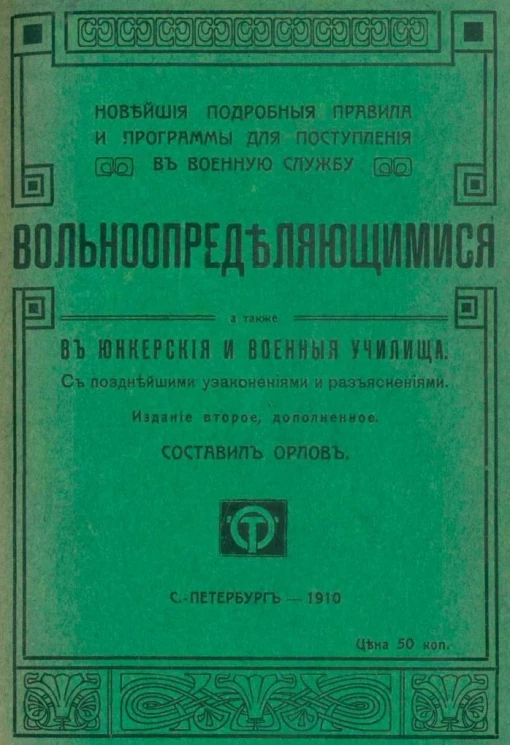 НОВѢЙШІЯ ПОДРОБНЫЯ ПРАВИЛА
И ПРОГРАММЫ ДЛЯ ПОСТУПЛЕНІЯ
ВЪ ВОЕННУЮ СЛУЖБУ
ВОЛЬНООПРЕДѢЛЯЮЩИМИСЯ
а также
ВЪ ЮНКЕРСКІЯ И ВОЕННЫЯ УЧИЛИЩА.
Съ позднѣйшими узаконеніями и разъясненіями.
Изданіе второе, дополненное.
СОСТАВИЛЪ ОРЛОВЪ.
С.-ПЕТЕРБУРГЪ — 1910
Цѣна 50 коп.